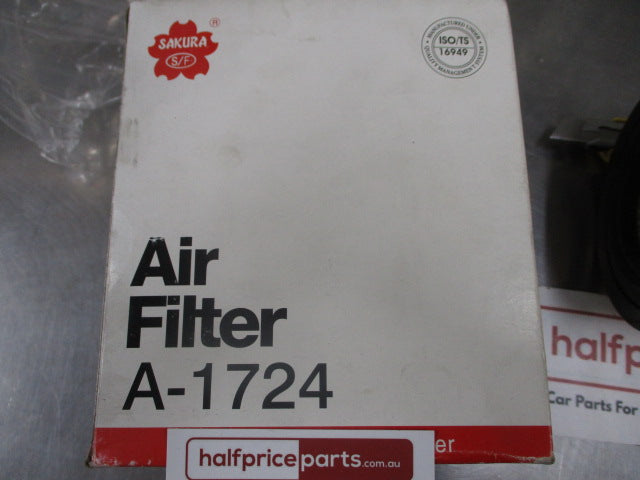 SAKURA ®
S/F
MANUFACTURED UNDER
ISO/TS
16949
QUALITY MANAGEMENT SYSTEM
Air
Filter
A-1724
er
halfpriceparts.com.au
halfp
Car Parts For